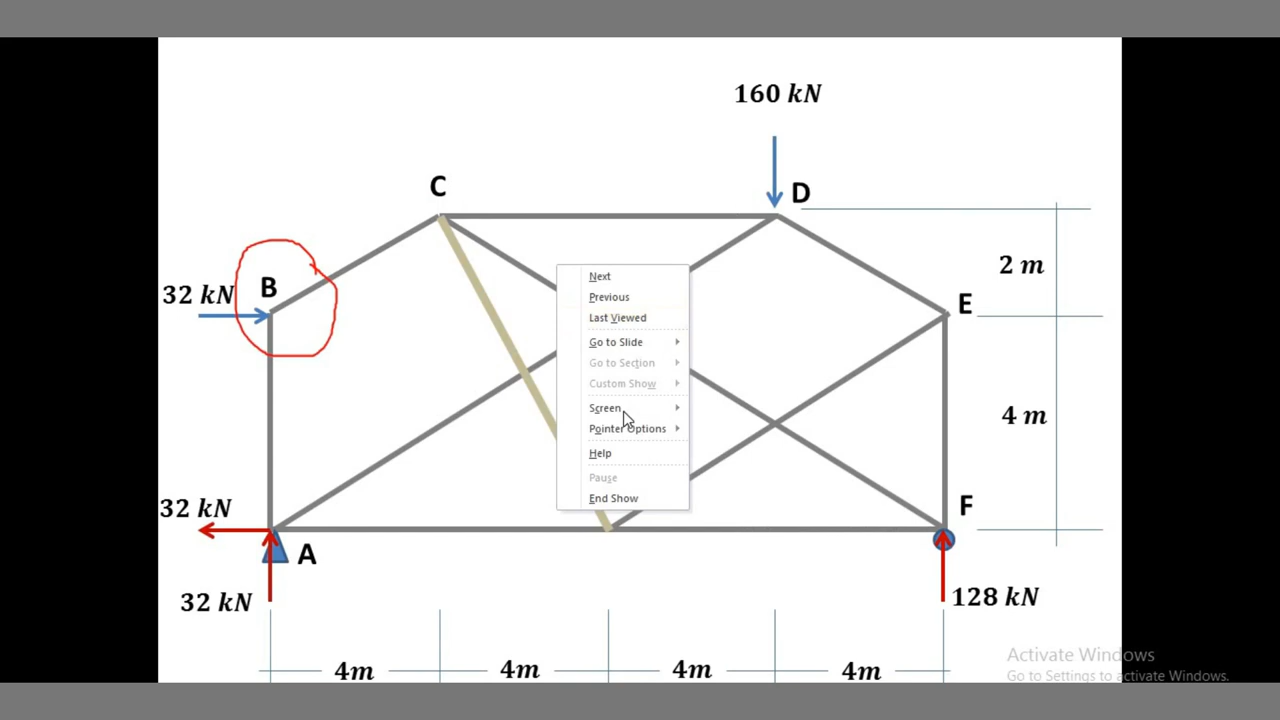 160 kN
C
D
2 m
B
32 kN
E
Next
Previous
Last Viewed
Go to Slide
Go to Section
Custom Show
Screen
Pointer Options
Help
Pause
End Show
4 m
32 kN
F
A
32 kN
128 kN
4m
4m
4m
4m
Activate Windows
Go to Settings to activate Windows.